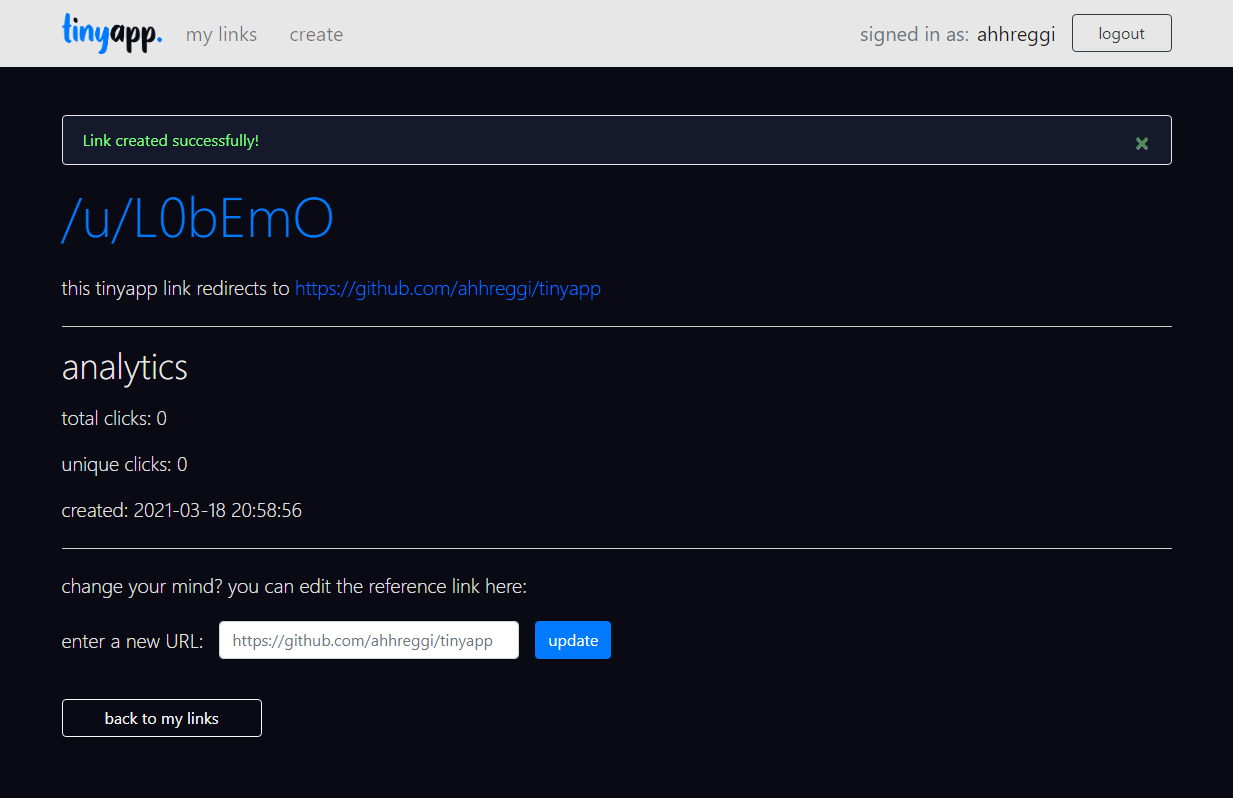 tinyapp. my links create signed in as: ahhreggi logout
Link created successfully! ×
/u/L0bEmO
this tinyapp link redirects to https://github.com/ahhreggi/tinyapp
analytics
total clicks: 0
unique clicks: 0
created: 2021-03-18 20:58:56
change your mind? you can edit the reference link here:
enter a new URL: https://github.com/ahhreggi/tinyapp update
back to my links